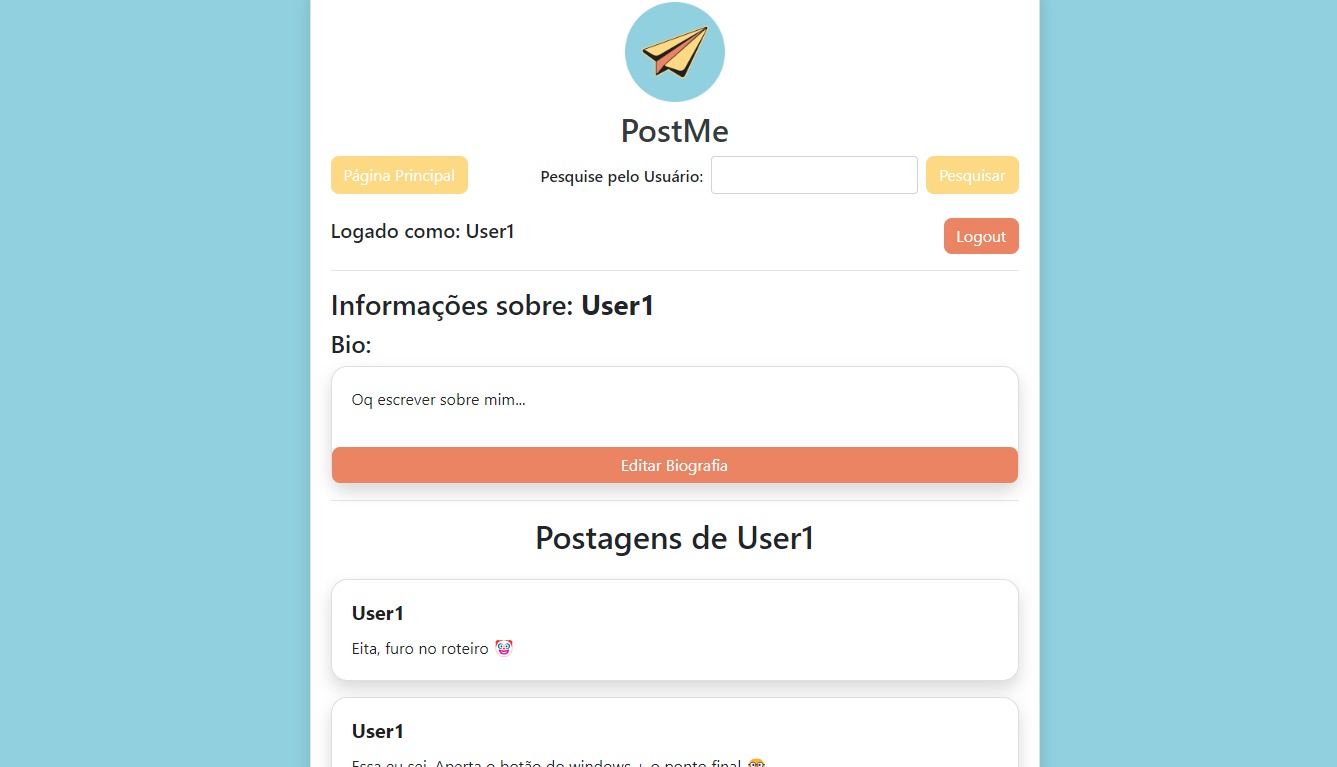 PostMe
Página Principal Pesquise pelo Usuário: Pesquisar
Logado como: User1 Logout
Informações sobre: User1
Bio:
Oq escrever sobre mim...
Editar Biografia
Postagens de User1
User1
Eita, furo no roteiro 🤡
User1
Essa eu sei. Aperta o botão do windows + o ponto final 🤓